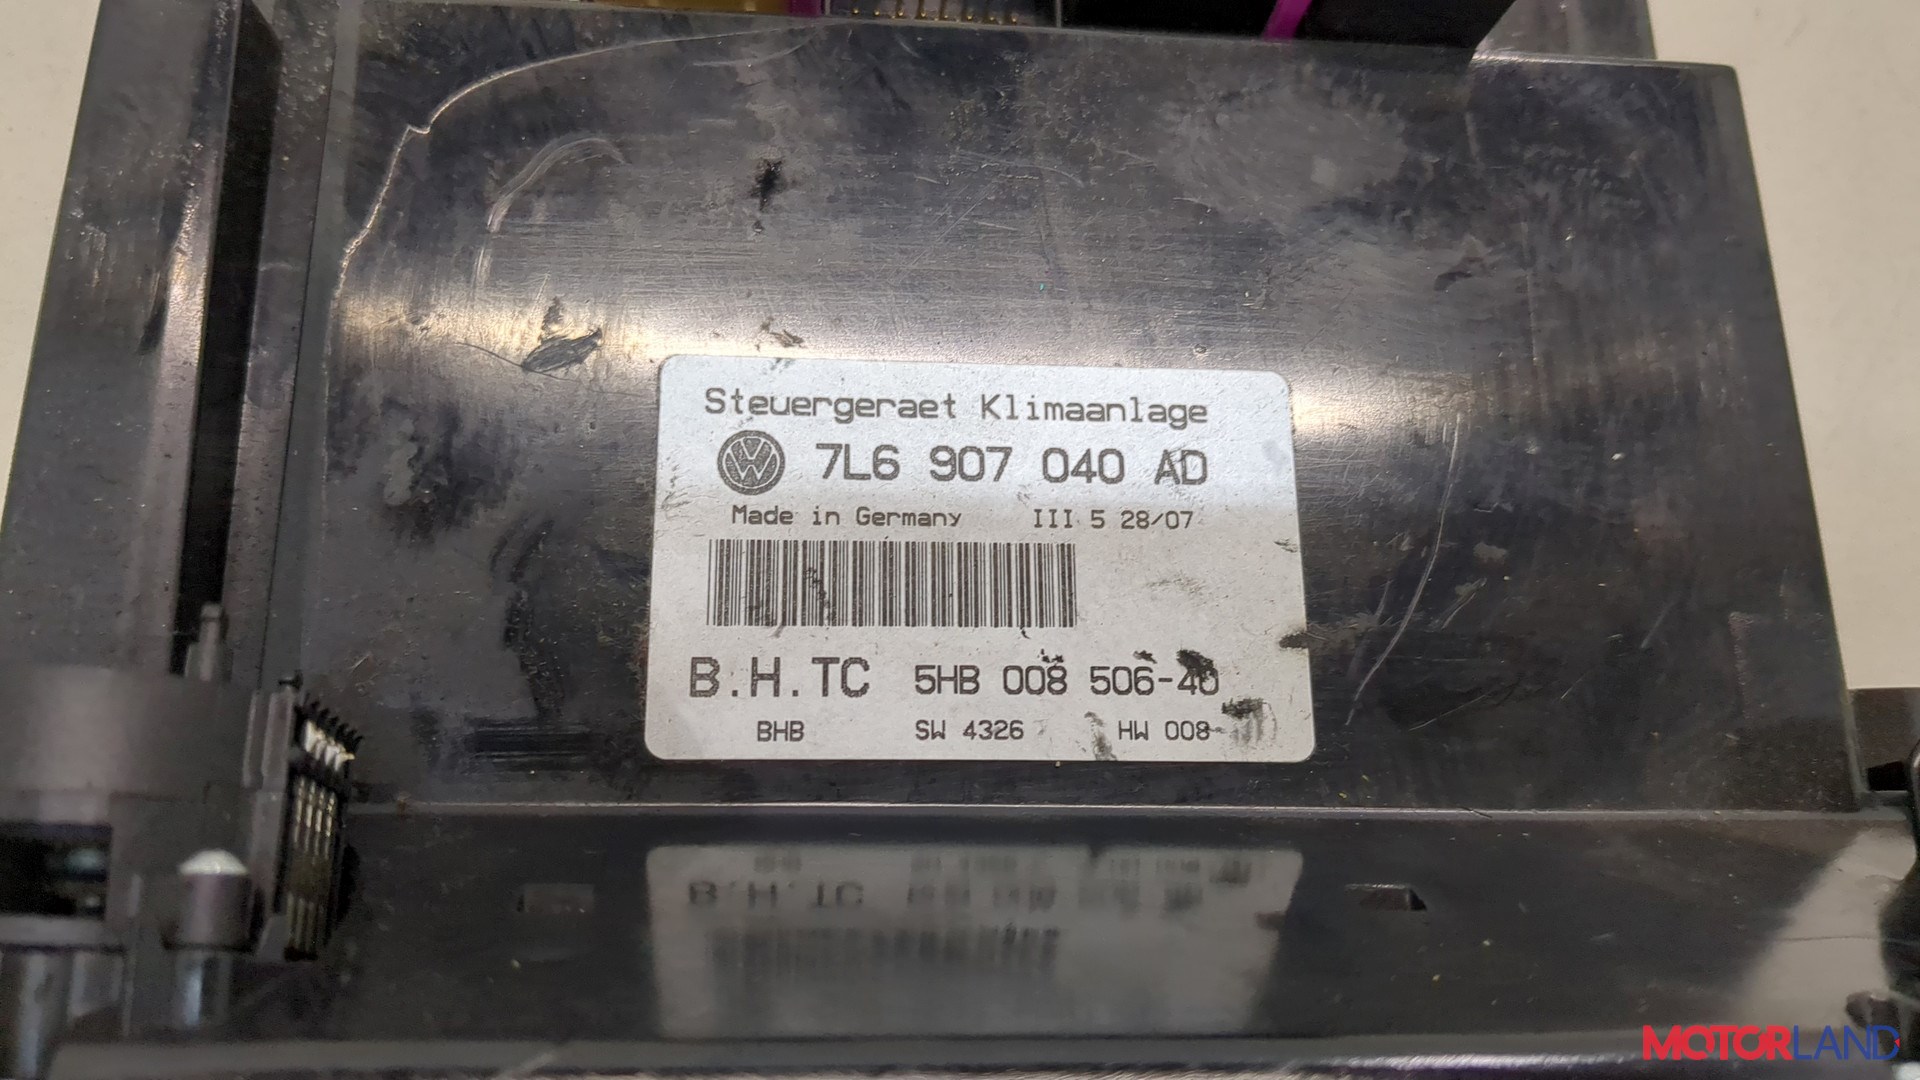 Steuergeraet Klimaanlage
7L6 907 040 AD
Made in Germany III 5 28/07
B.H.TC 5HB 008 506-40
BHB SW 4326 HW 008
MOTORLAND